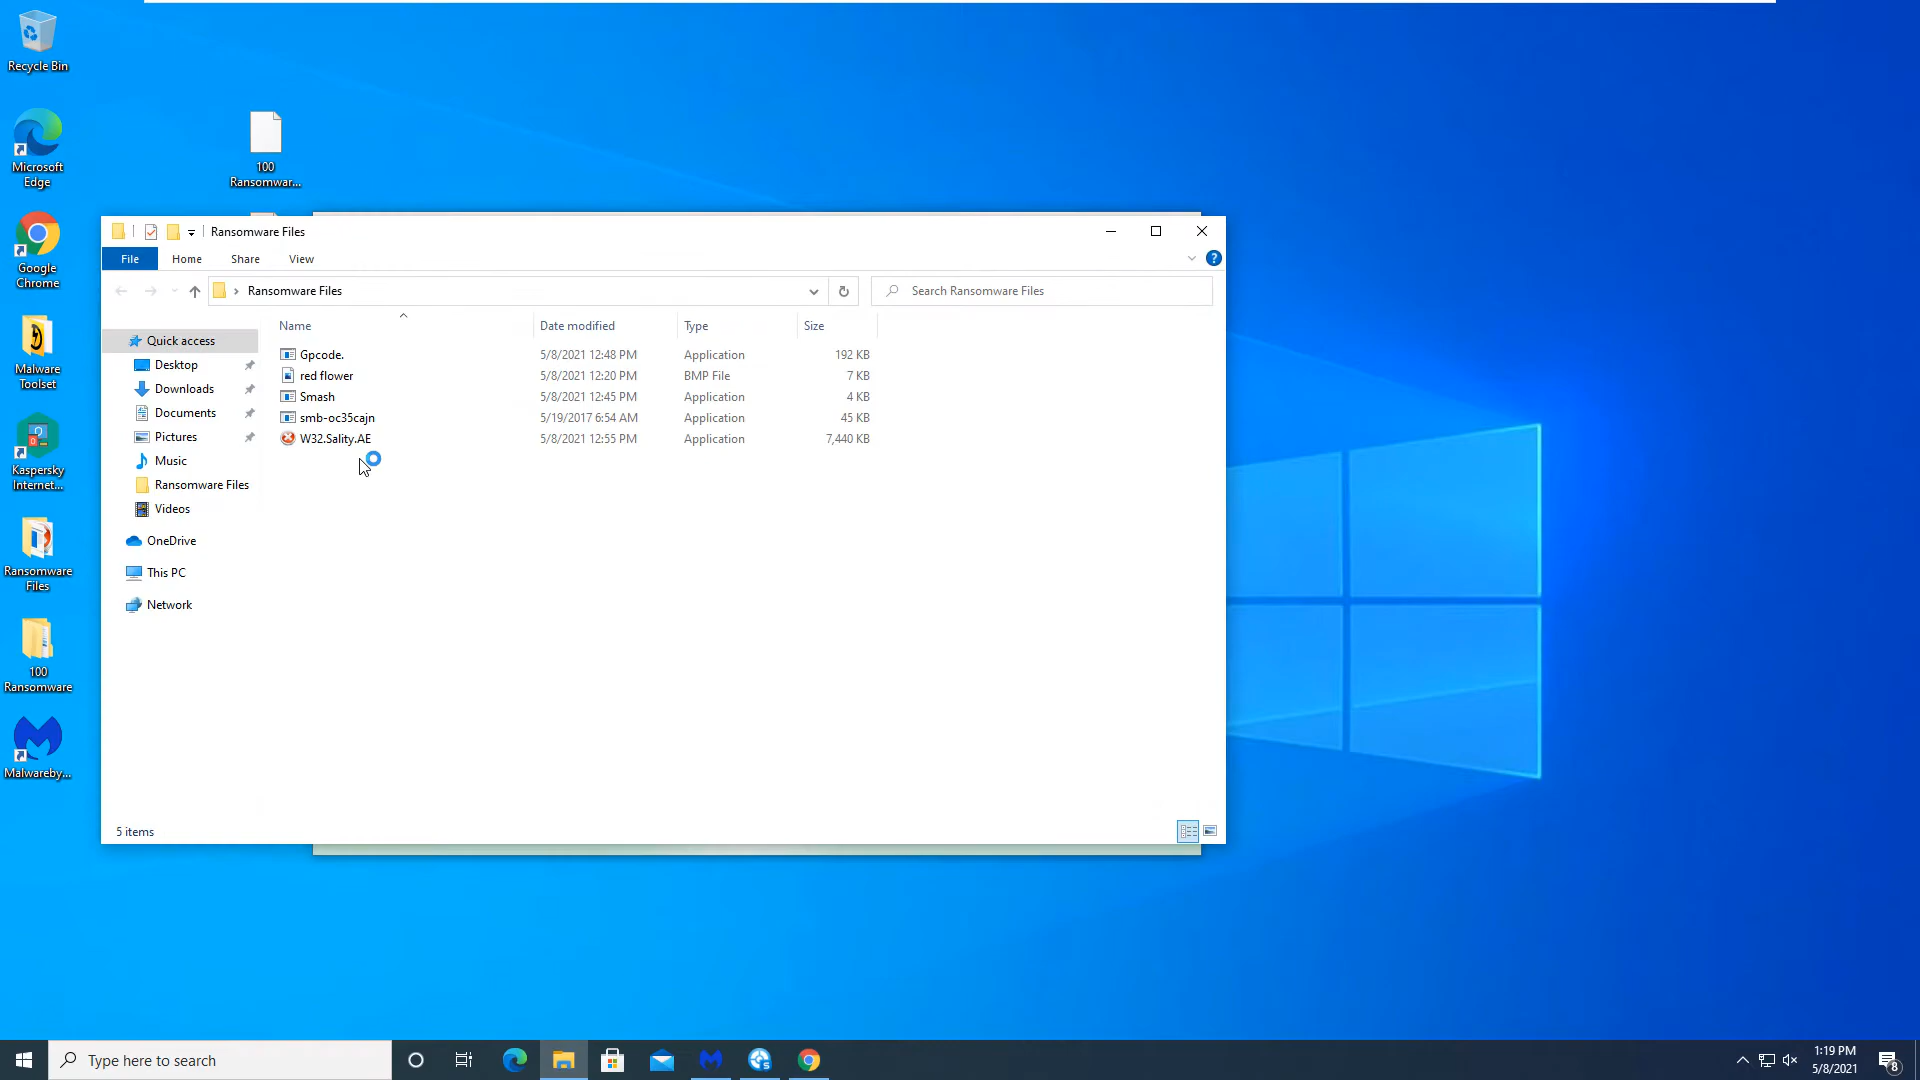 Recycle Bin
Microsoft
Edge
Google
Chrome
Malware
Toolset
Kaspersky
Internet...
Ransomware
Files
100
Ransomware
Malwareby...
100
Ransomwar...
Ransomware Files
File
Home
Share
View
Ransomware Files
Search Ransomware Files
Name
Date modified
Type
Size
Quick access
Desktop
Downloads
Documents
Pictures
Music
Ransomware Files
Videos
OneDrive
This PC
Network
Gpcode. 5/8/2021 12:48 PM Application 192 KB
red flower 5/8/2021 12:20 PM BMP File 7 KB
Smash 5/8/2021 12:45 PM Application 4 KB
smb-oc35cajn 5/19/2017 6:54 AM Application 45 KB
W32.Sality.AE 5/8/2021 12:55 PM Application 7,440 KB
5 items
Type here to search
1:19 PM
5/8/2021
8